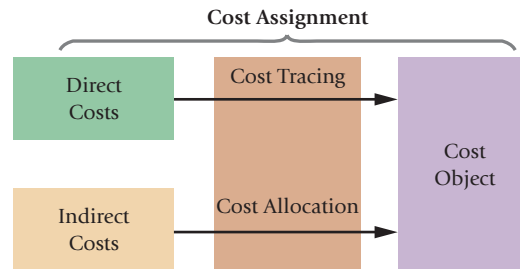 Cost Assignment
Direct
Costs
Cost Tracing
Cost
Object
Indirect
Costs
Cost Allocation